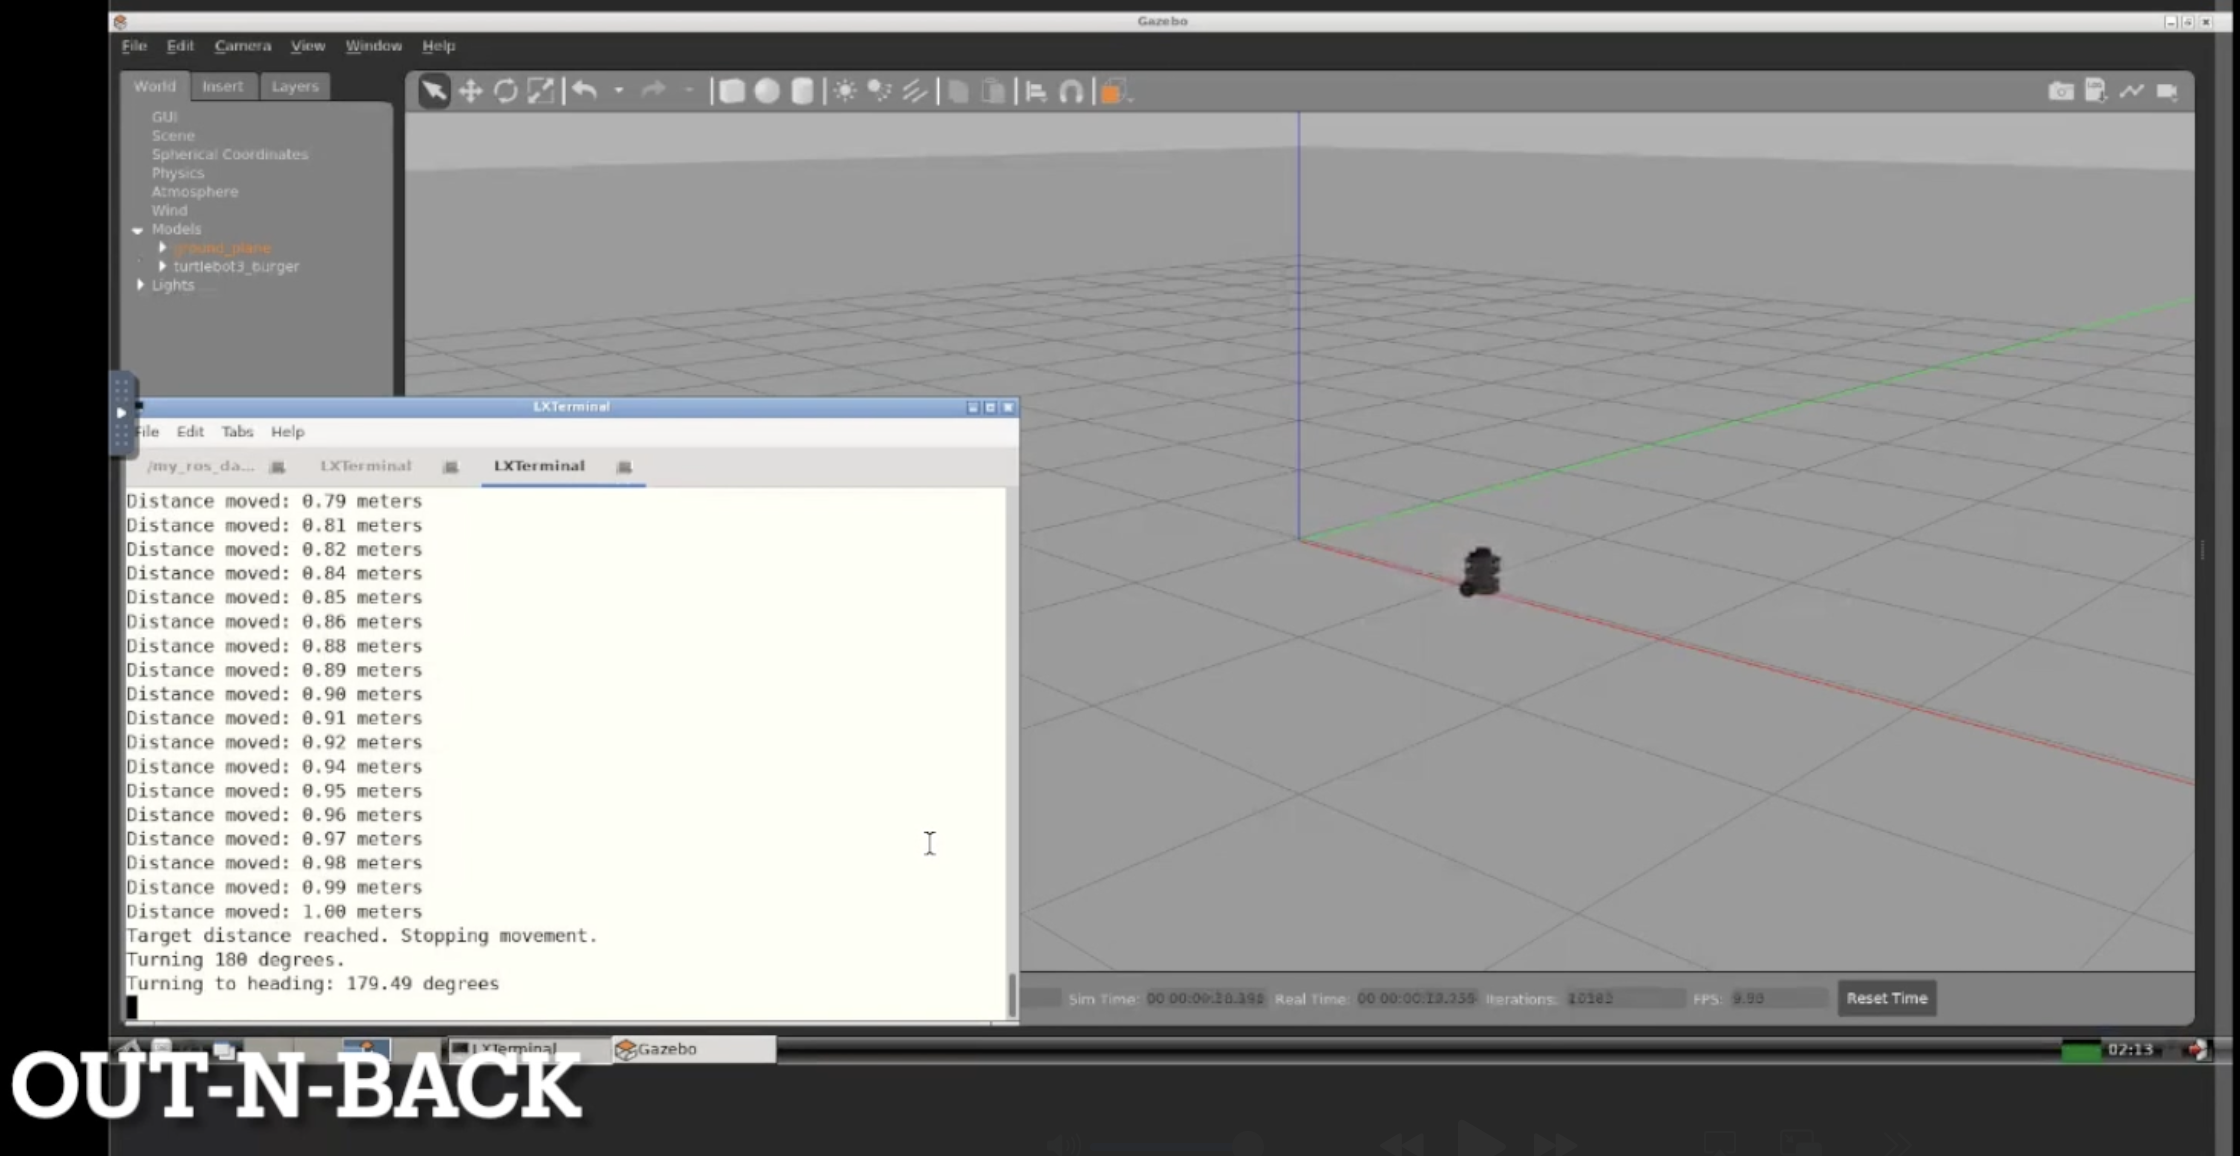 Gazebo
File Edit Camera View Window Help
World Insert Layers
GUI
Scene
Spherical Coordinates
Physics
Atmosphere
Wind
Models
ground_plane
turtlebot3_burger
Lights
LXTerminal
File Edit Tabs Help
/my_ros_da... LXTerminal LXTerminal
Distance moved: 0.79 meters
Distance moved: 0.81 meters
Distance moved: 0.82 meters
Distance moved: 0.84 meters
Distance moved: 0.85 meters
Distance moved: 0.86 meters
Distance moved: 0.88 meters
Distance moved: 0.89 meters
Distance moved: 0.90 meters
Distance moved: 0.91 meters
Distance moved: 0.92 meters
Distance moved: 0.94 meters
Distance moved: 0.95 meters
Distance moved: 0.96 meters
Distance moved: 0.97 meters
Distance moved: 0.98 meters
Distance moved: 0.99 meters
Distance moved: 1.00 meters
Target distance reached. Stopping movement.
Turning 180 degrees.
Turning to heading: 179.49 degrees
Sim Time: Real Time: Iterations: FPS: Reset Time
LXTerminal Gazebo 02:13
OUT-N-BACK